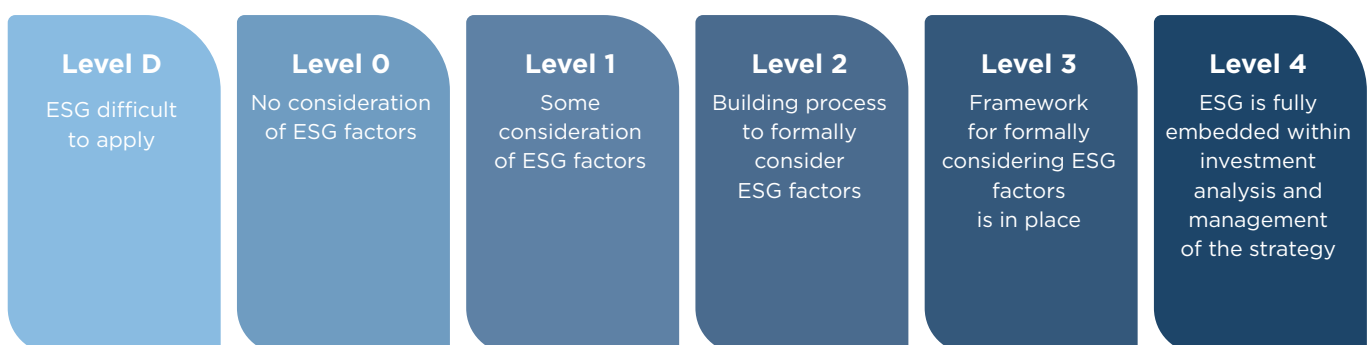 Level D
ESG difficult
to apply
Level 0
No consideration
of ESG factors
Level 1
Some
consideration
of ESG factors
Level 2
Building process
to formally
consider
ESG factors
Level 3
Framework
for formally
considering ESG
factors
is in place
Level 4
ESG is fully
embedded within
investment
analysis and
management
of the strategy